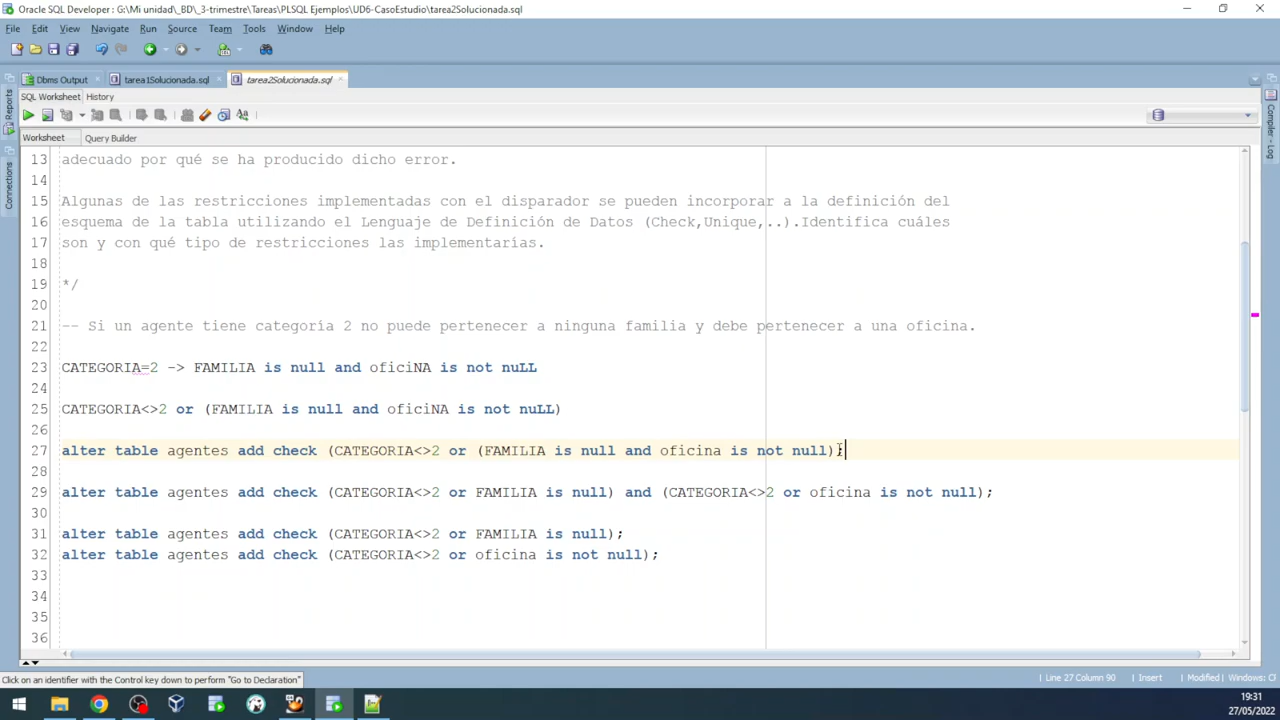 Oracle SQL Developer : G:\Mi unidad\_BD\_3-trimestre\Tareas\PLSQL Ejemplos\UD6-CasoEstudio\tarea2Solucionada.sql
File Edit View Navigate Run Source Team Tools Window Help
Dbms Output tarea1Solucionada.sql tarea2Solucionada.sql
SQL Worksheet History
Worksheet Query Builder
Reports
Connections
Compiler - Log
13 adecuado por qué se ha producido dicho error.
14
15 Algunas de las restricciones implementadas con el disparador se pueden incorporar a la definición del
16 esquema de la tabla utilizando el Lenguaje de Definición de Datos (Check,Unique,..).Identifica cuáles
17 son y con qué tipo de restricciones las implementarías.
18
19 */
20
21 -- Si un agente tiene categoría 2 no puede pertenecer a ninguna familia y debe pertenecer a una oficina.
22
23 CATEGORIA=2 -> FAMILIA is null and oficiNA is not nuLL
24
25 CATEGORIA<>2 or (FAMILIA is null and oficiNA is not nuLL)
26
27 alter table agentes add check (CATEGORIA<>2 or (FAMILIA is null and oficina is not null);
28
29 alter table agentes add check (CATEGORIA<>2 or FAMILIA is null) and (CATEGORIA<>2 or oficina is not null);
30
31 alter table agentes add check (CATEGORIA<>2 or FAMILIA is null);
32 alter table agentes add check (CATEGORIA<>2 or oficina is not null);
33
34
35
36
Click on an identifier with the Control key down to perform "Go to Declaration"
Line 27 Column 90 Insert Modified Windows: CF
19:31
27/05/2022